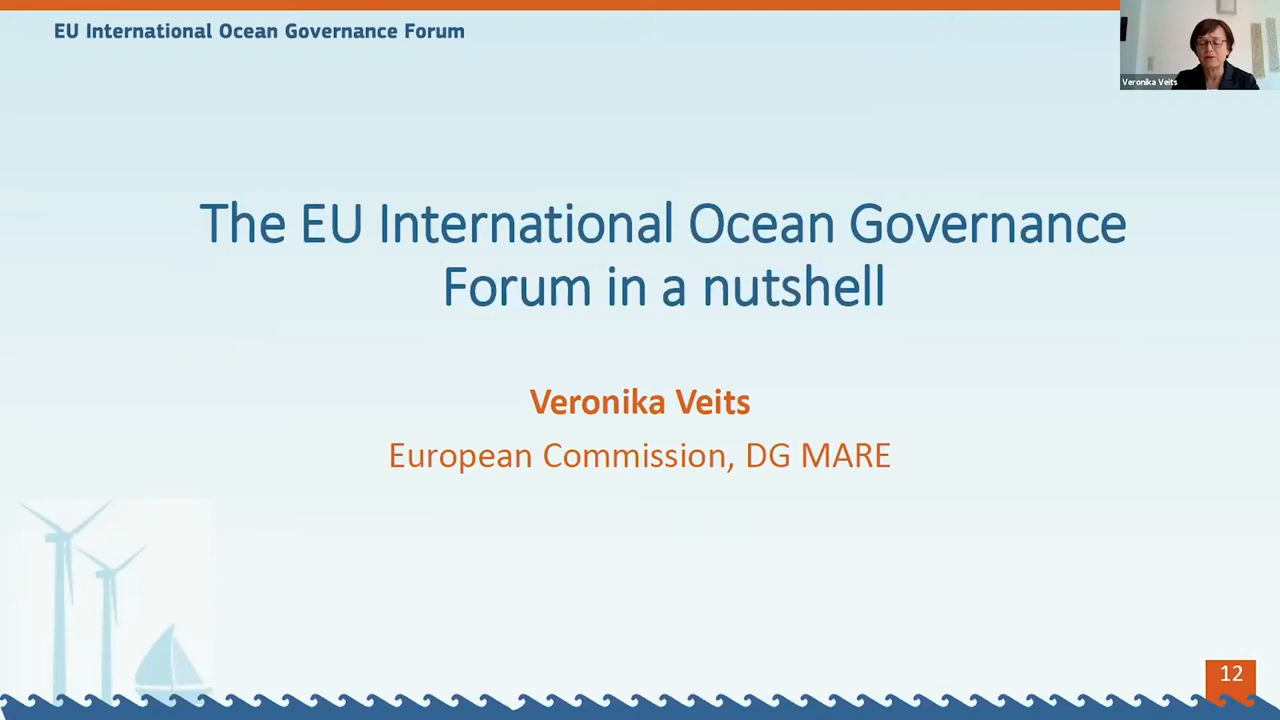 EU International Ocean Governance Forum
Veronika Veits
The EU International Ocean Governance
Forum in a nutshell
Veronika Veits
European Commission, DG MARE
12